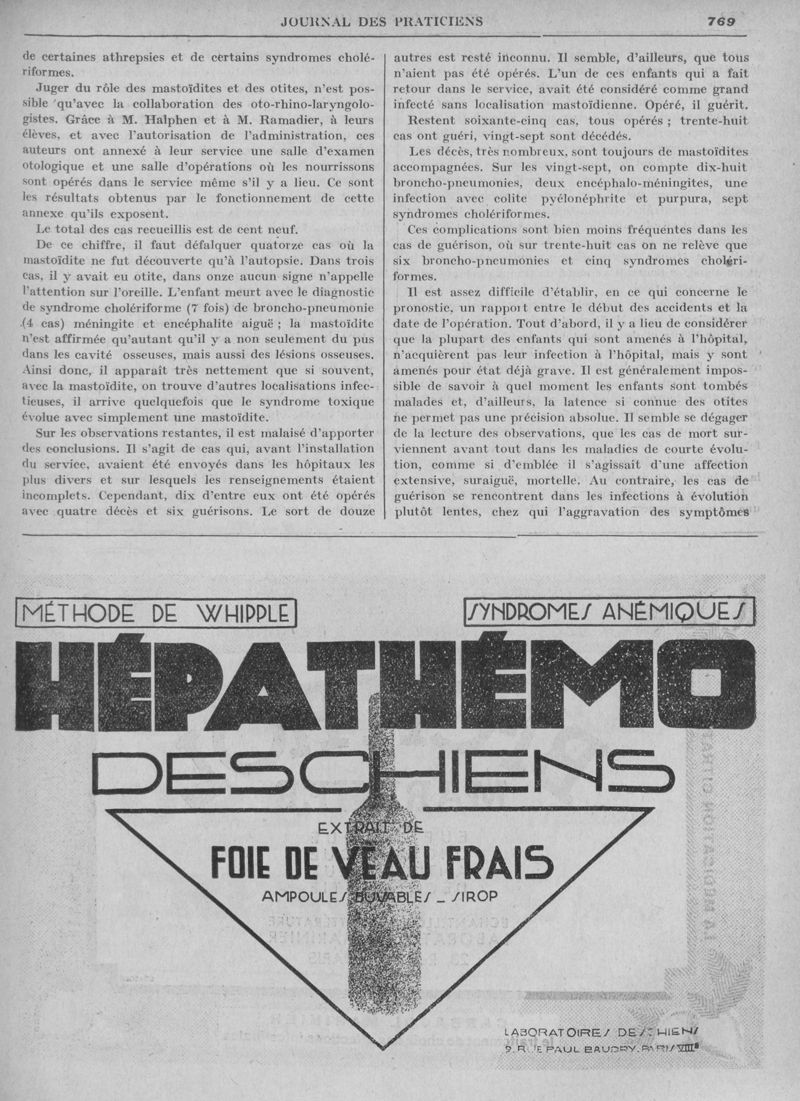 JOURNAL DES PRATICIENS
769
de certaines athrepsies et de certains syndromes cholé-
riformes.
Juger du rôle des mastoïdites et des otites, n'est pos-
sible qu'avec la collaboration des oto-rhino-laryngolo-
gistes. Grâce à M. Halphen et à M. Ramadier, à leurs
élèves, et avec l'autorisation de l'administration, ces
auteurs ont annexé à leur service une salle d'examen
otologique et une salle d'opérations où les nourrissons
sont opérés dans le service même s'il y a lieu. Ce sont
les résultats obtenus par le fonctionnement de cette
annexe qu'ils exposent.
Le total des cas recueillis est de cent neuf.
De ce chiffre, il faut défalquer quatorze cas où la
mastoïdite ne fut découverte qu'à l'autopsie. Dans trois
cas, il y avait eu otite, dans onze aucun signe n'appelle
l'attention sur l'oreille. L'enfant meurt avec le diagnostic
de syndrome cholériforme (7 fois) de broncho-pneumonie
(4 cas) méningite et encéphalite aiguë ; la mastoïdite
n'est affirmée qu'autant qu'il y a non seulement du pus
dans les cavité osseuses, mais aussi des lésions osseuses.
Ainsi donc, il apparaît très nettement que si souvent,
avec la mastoïdite, on trouve d'autres localisations infec-
tieuses, il arrive quelquefois que le syndrome toxique
évolue avec simplement une mastoïdite.
Sur les observations restantes, il est malaisé d'apporter
des conclusions. Il s'agit de cas qui, avant l'installation
du service, avaient été envoyés dans les hôpitaux les
plus divers et sur lesquels les renseignements étaient
incomplets. Cependant, dix d'entre eux ont été opérés
avec quatre décès et six guérisons. Le sort de douze
autres est resté inconnu. Il semble, d'ailleurs, que tous
n'aient pas été opérés. L'un de ces enfants qui a fait
retour dans le service, avait été considéré comme grand
infecté sans localisation mastoïdienne. Opéré, il guérit.
Restent soixante-cinq cas, tous opérés ; trente-huit
cas ont guéri, vingt-sept sont décédés.
Les décès, très nombreux, sont toujours de mastoïdites
accompagnées. Sur les vingt-sept, on compte dix-huit
broncho-pneumonies, deux encéphalo-méningites, une
infection avec colite pyélonéphrite et purpura, sept
syndromes cholériformes.
Ces complications sont bien moins fréquentes dans les
cas de guérison, où sur trente-huit cas on ne relève que
six broncho-pneumonies et cinq syndromes choléri-
formes.
Il est assez difficile d'établir, en ce qui concerne le
pronostic, un rapport entre le début des accidents et la
date de l'opération. Tout d'abord, il y a lieu de considérer
que la plupart des enfants qui sont amenés à l'hôpital,
n'acquièrent pas leur infection à l'hôpital, mais y sont
amenés pour état déjà grave. Il est généralement impos-
sible de savoir à quel moment les enfants sont tombés
malades et, d'ailleurs, la latence si connue des otites
ne permet pas une précision absolue. Il semble se dégager
de la lecture des observations, que les cas de mort sur-
viennent avant tout dans les maladies de courte évolu-
tion, comme si d'emblée il s'agissait d'une affection
extensive, suraiguë, mortelle. Au contraire, les cas de
guérison se rencontrent dans les infections à évolution
plutôt lentes, chez qui l'aggravation des symptômes
MÉTHODE DE WHIPPLE
SYNDROMES ANÉMIQUES
HÉPATHÉMO
DESCHIENS
EXTRAIT DE
FOIE DE VEAU FRAIS
AMPOULES BUVABLES _ SIROP
LABORATOIRES DESCHIENS
9, RUE PAUL BAUDRY. PARIS VIIIe